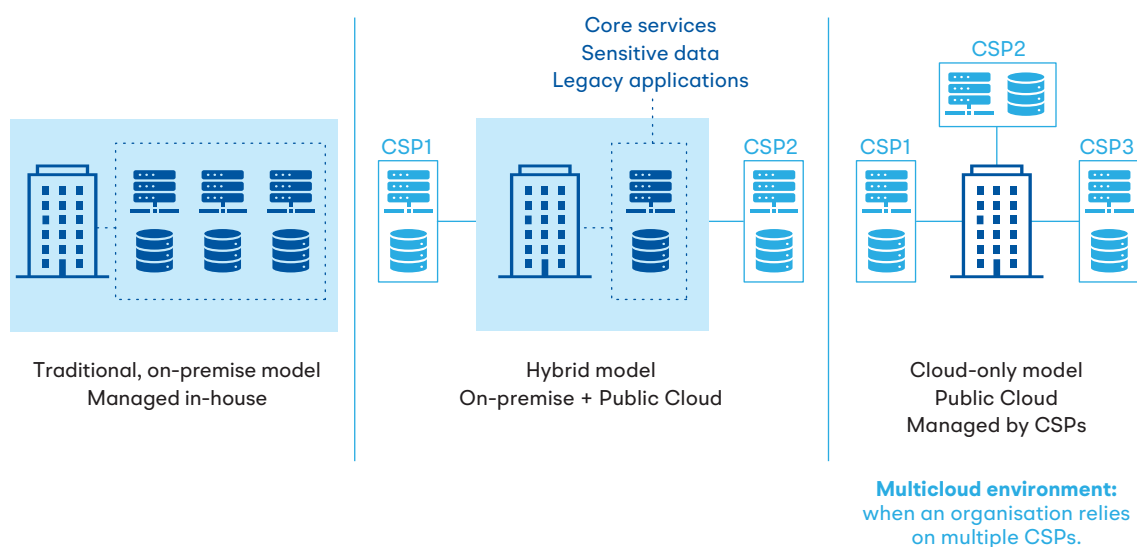 Core services
Sensitive data
Legacy applications
CSP2
CSP1
CSP2
CSP1
CSP3
Traditional, on-premise model
Managed in-house
Hybrid model
On-premise + Public Cloud
Cloud-only model
Public Cloud
Managed by CSPs
Multicloud environment:
when an organisation relies
on multiple CSPs.